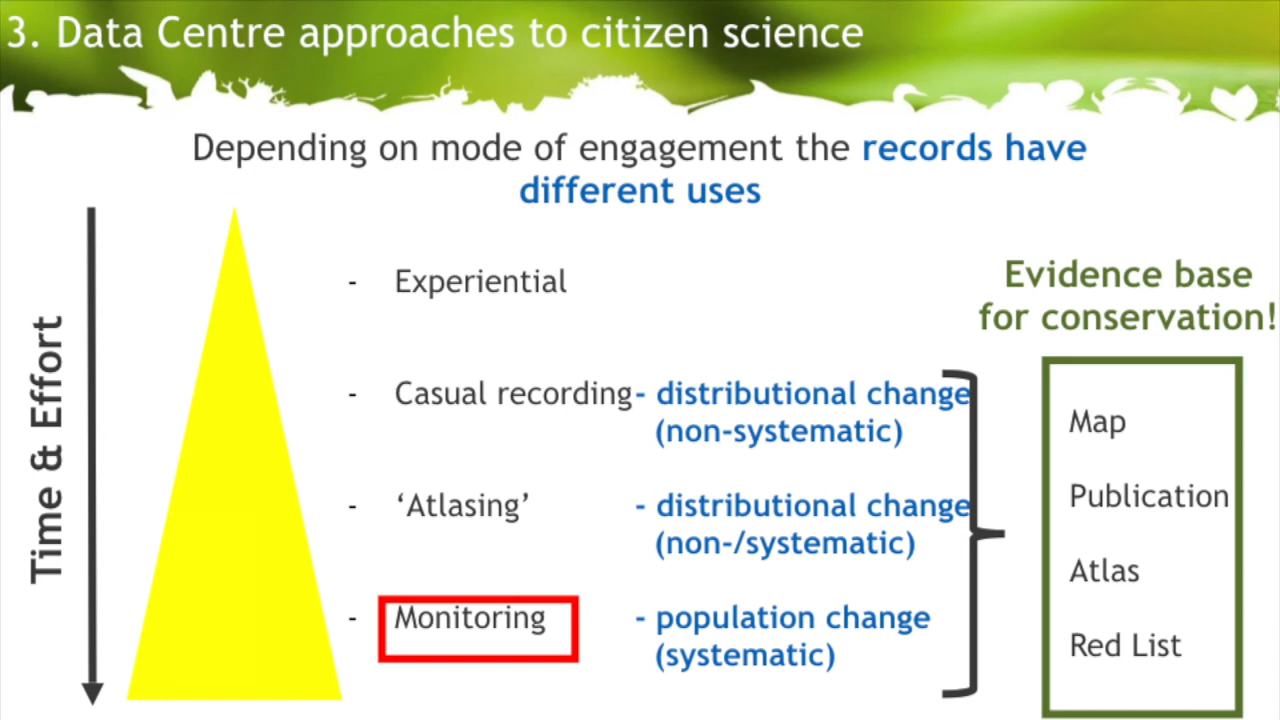 3. Data Centre approaches to citizen science
Depending on mode of engagement the records have
different uses
Time & Effort
- Experiential
- Casual recording - distributional change
(non-systematic)
- ‘Atlasing’ - distributional change
(non-/systematic)
- Monitoring - population change
(systematic)
Evidence base
for conservation!
Map
Publication
Atlas
Red List